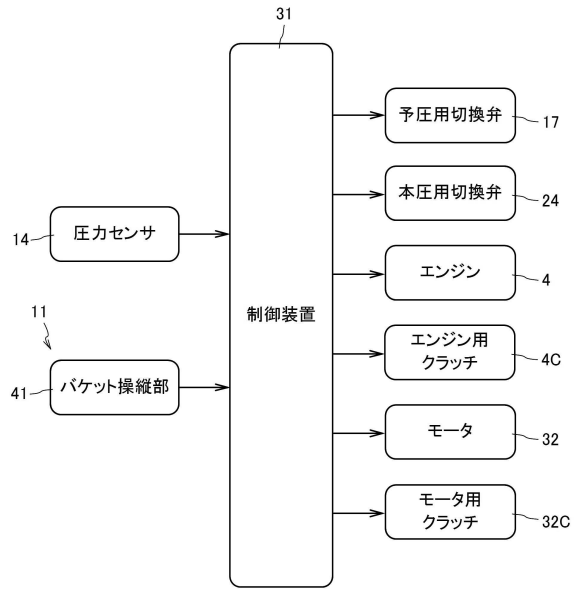 31
予圧用切換弁
17
本圧用切換弁
24
圧力センサ
14
エンジン
4
制御装置
11
エンジン用
クラッチ
4C
バケット操縦部
41
モータ
32
モータ用
クラッチ
32C